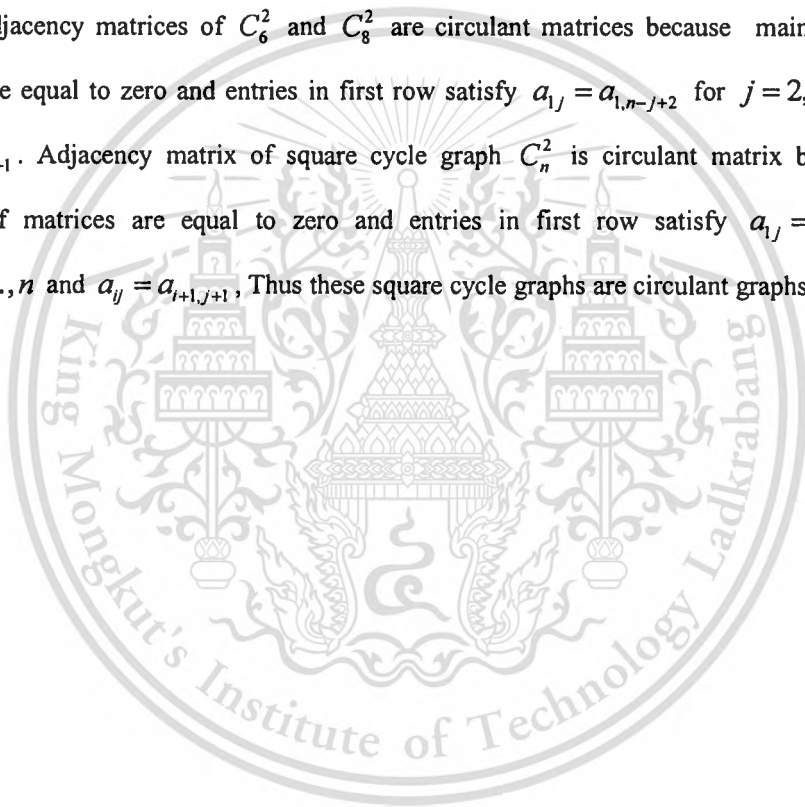 djacency matrices of $C_6^2$ and $C_8^2$ are circulant matrices because main
e equal to zero and entries in first row satisfy $a_{1j} = a_{1,n-j+2}$ for $j = 2,$
$_{+1}$. Adjacency matrix of square cycle graph $C_n^2$ is circulant matrix b
f matrices are equal to zero and entries in first row satisfy $a_{1j} =$
.,$n$ and $a_{ij} = a_{i+1,j+1}$, Thus these square cycle graphs are circulant graphs
King Mongkut's Institute of Technology Ladkrabang